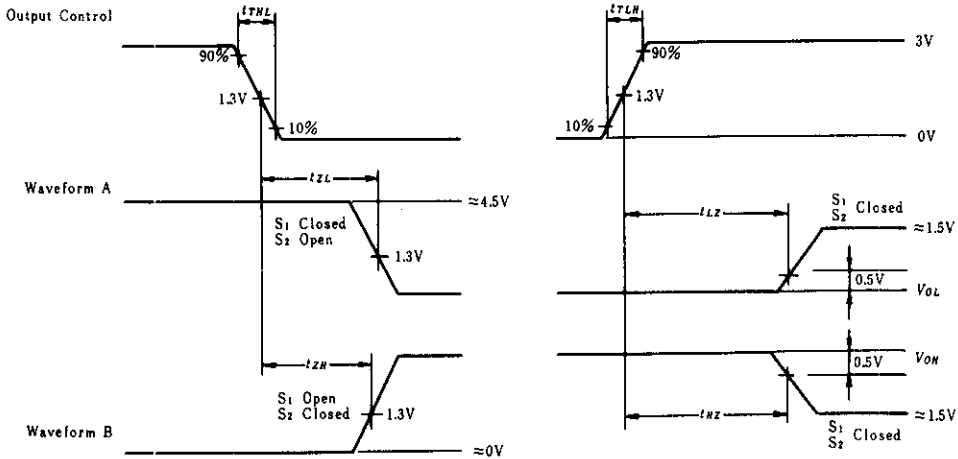 Output Control
tTHL
90%
1.3V
10%
tTLH
90%
1.3V
10%
3V
0V
Waveform A
tZL
S1 Closed
S2 Open
1.3V
≈4.5V
tLZ
S1
S2 Closed
≈1.5V
0.5V
VOL
tZH
S1 Open
S2 Closed
1.3V
Waveform B
≈0V
VOH
0.5V
tHZ
≈1.5V
S1
S2 Closed